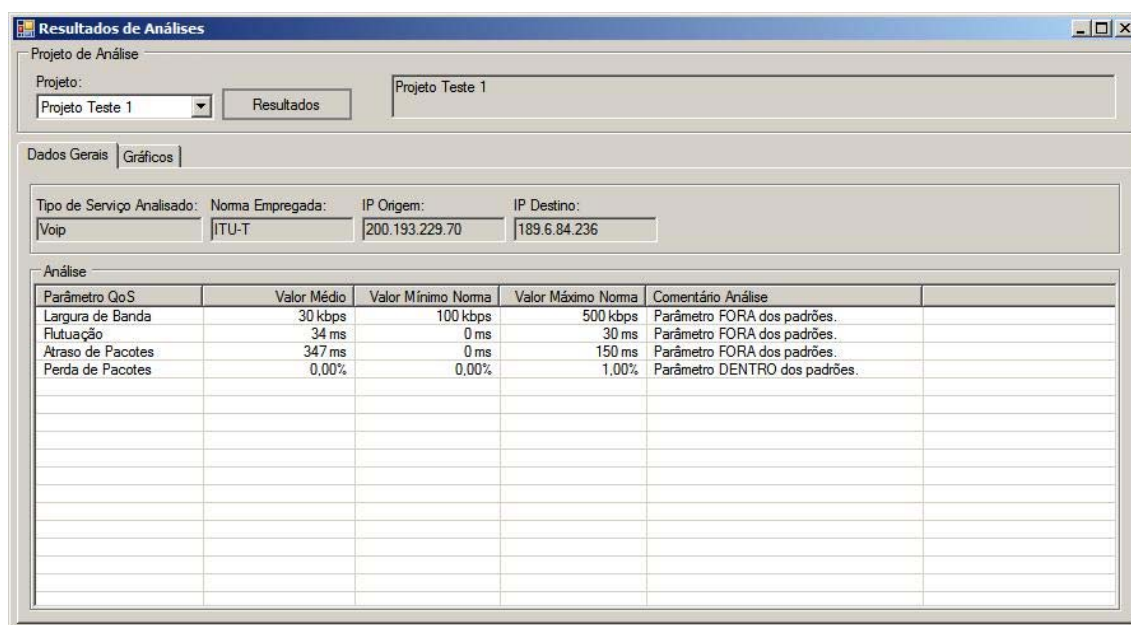 Resultados de Análises
Projeto de Análise
Projeto:
Projeto Teste 1
Resultados
Projeto Teste 1
Dados Gerais Gráficos
Tipo de Serviço Analisado: Norma Empregada: IP Origem: IP Destino:
Voip ITU-T 200.193.229.70 189.6.84.236
Análise
Parâmetro QoS Valor Médio Valor Mínimo Norma Valor Máximo Norma Comentário Análise
Largura de Banda 30 kbps 100 kbps 500 kbps Parâmetro FORA dos padrões.
Flutuação 34 ms 0 ms 30 ms Parâmetro FORA dos padrões.
Atraso de Pacotes 347 ms 0 ms 150 ms Parâmetro FORA dos padrões.
Perda de Pacotes 0,00% 0,00% 1,00% Parâmetro DENTRO dos padrões.